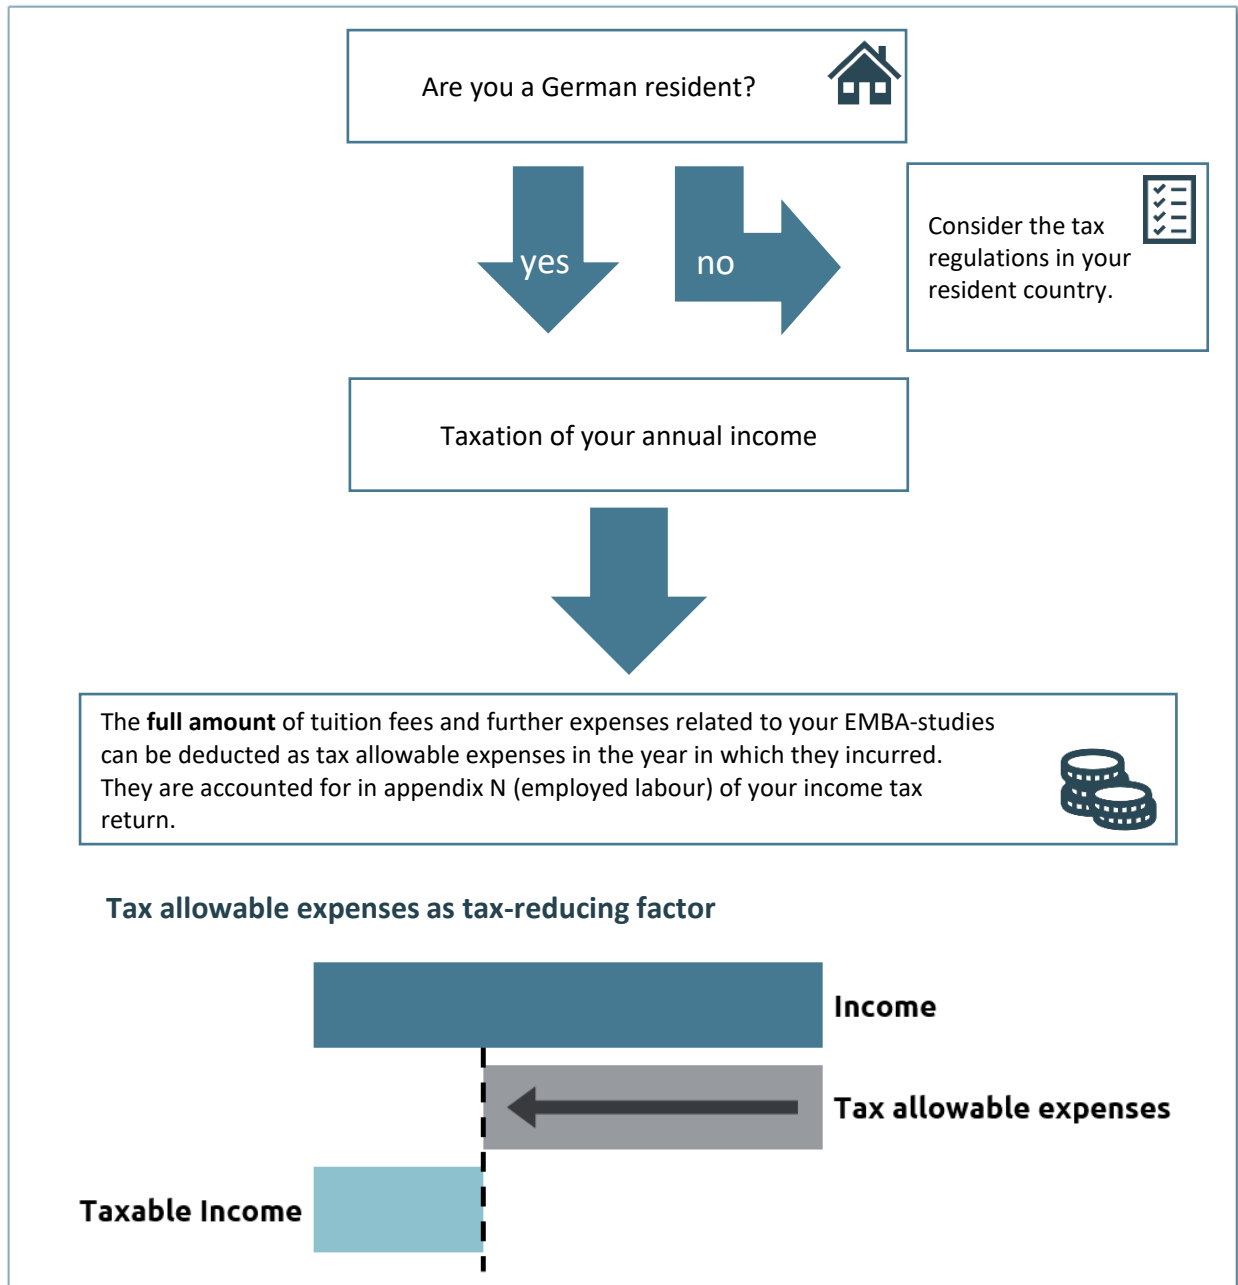 Are you a German resident?
yes
no
Consider the tax
regulations in your
resident country.
Taxation of your annual income
The full amount of tuition fees and further expenses related to your EMBA-studies
can be deducted as tax allowable expenses in the year in which they incurred.
They are accounted for in appendix N (employed labour) of your income tax
return.
Tax allowable expenses as tax-reducing factor
Income
Tax allowable expenses
Taxable Income